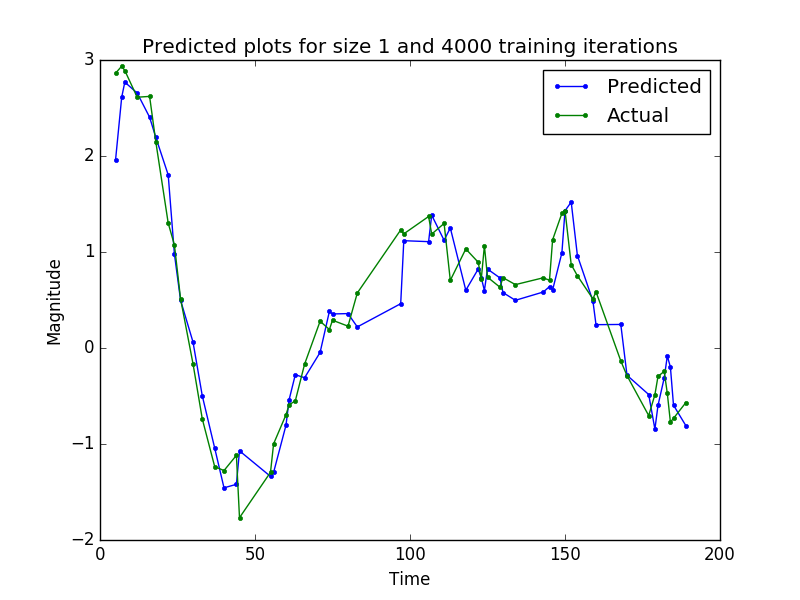 Predicted plots for size 1 and 4000 training iterations
Predicted
Actual
3
2
1
0
−1
−2
Magnitude
0 50 100 150 200
Time